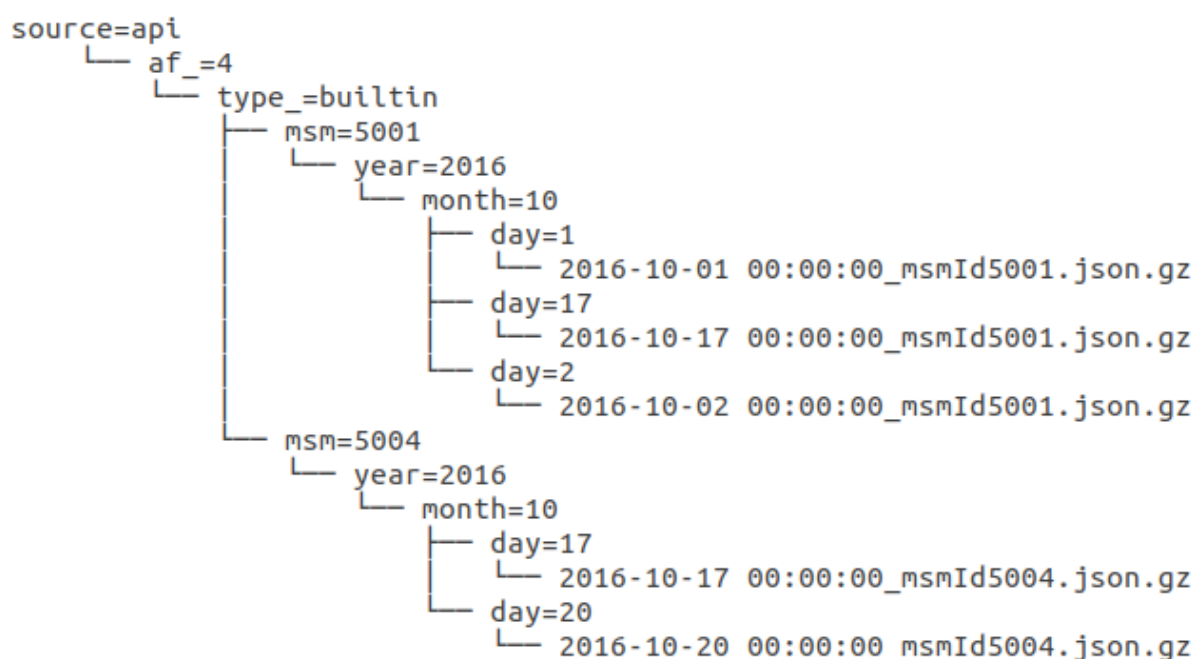 source=api
└── af_=4
└── type_=builtin
├── msm=5001
│ └── year=2016
│ └── month=10
│ ├── day=1
│ │ └── 2016-10-01 00:00:00_msmId5001.json.gz
│ ├── day=17
│ │ └── 2016-10-17 00:00:00_msmId5001.json.gz
│ └── day=2
│ └── 2016-10-02 00:00:00_msmId5001.json.gz
└── msm=5004
└── year=2016
└── month=10
├── day=17
│ └── 2016-10-17 00:00:00_msmId5004.json.gz
└── day=20
└── 2016-10-20 00:00:00_msmId5004.json.gz